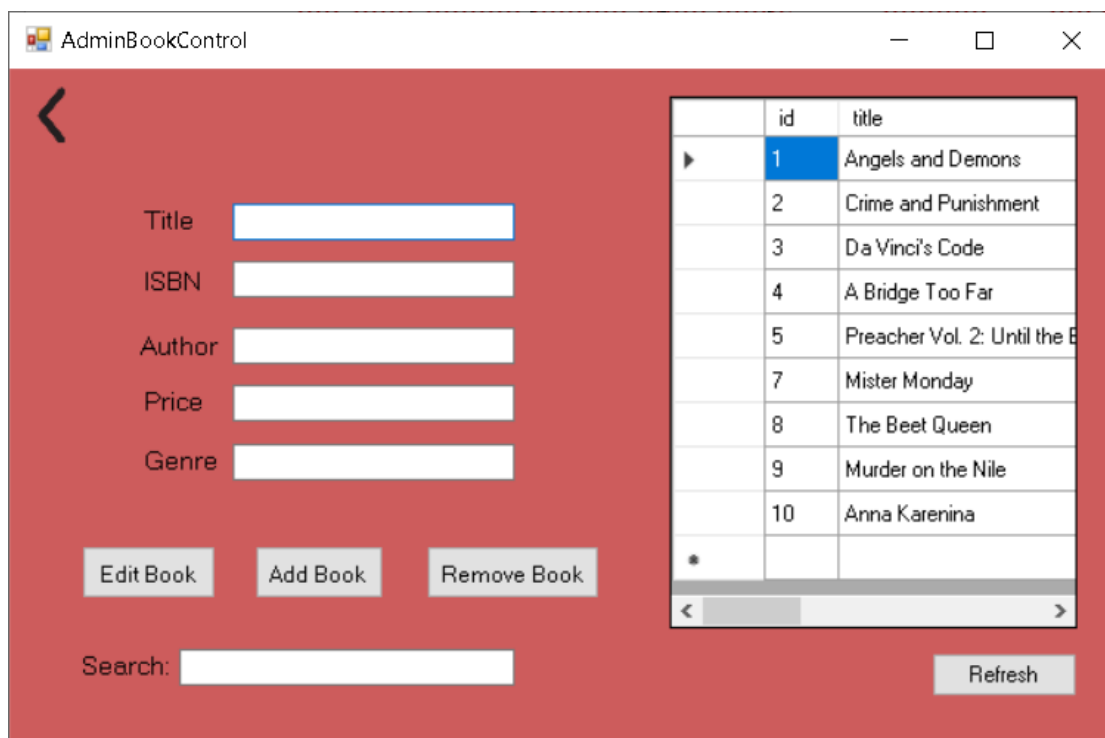 AdminBookControl
Title
ISBN
Author
Price
Genre
Edit Book Add Book Remove Book
Search:
id title
1 Angels and Demons
2 Crime and Punishment
3 Da Vinci's Code
4 A Bridge Too Far
5 Preacher Vol. 2: Until the
7 Mister Monday
8 The Beet Queen
9 Murder on the Nile
10 Anna Karenina
Refresh